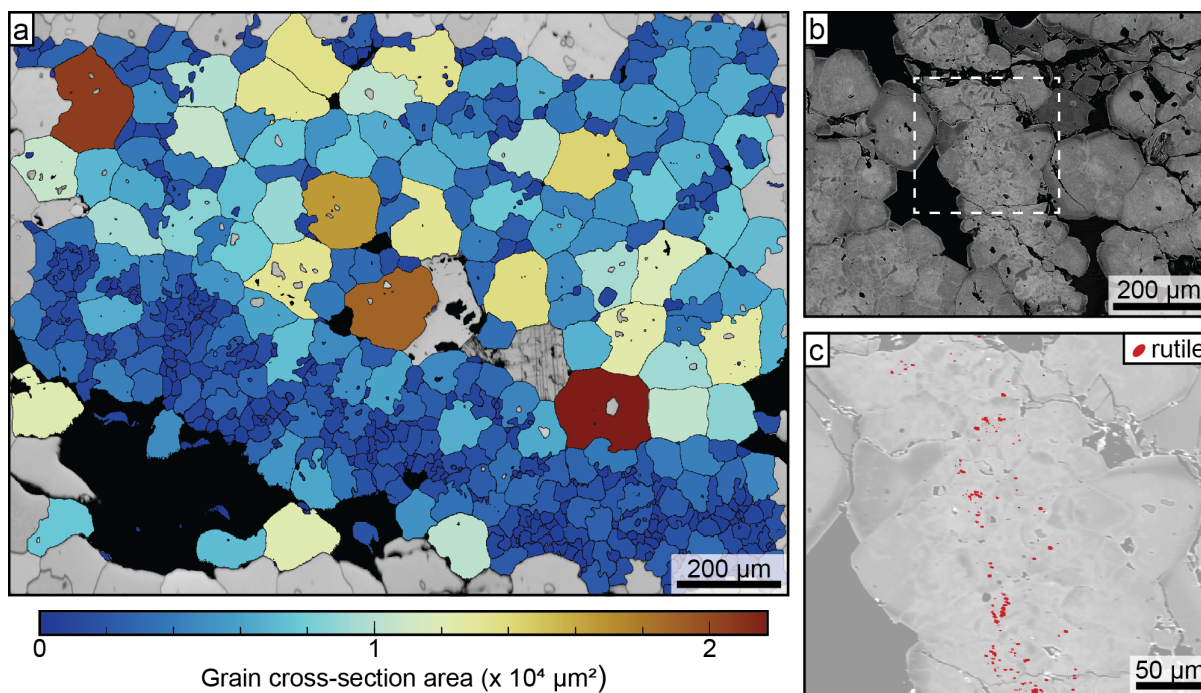 a
200 µm
0
1
2
Grain cross-section area (x 10⁴ µm²)
b
200 µm
c
rutile
50 µm